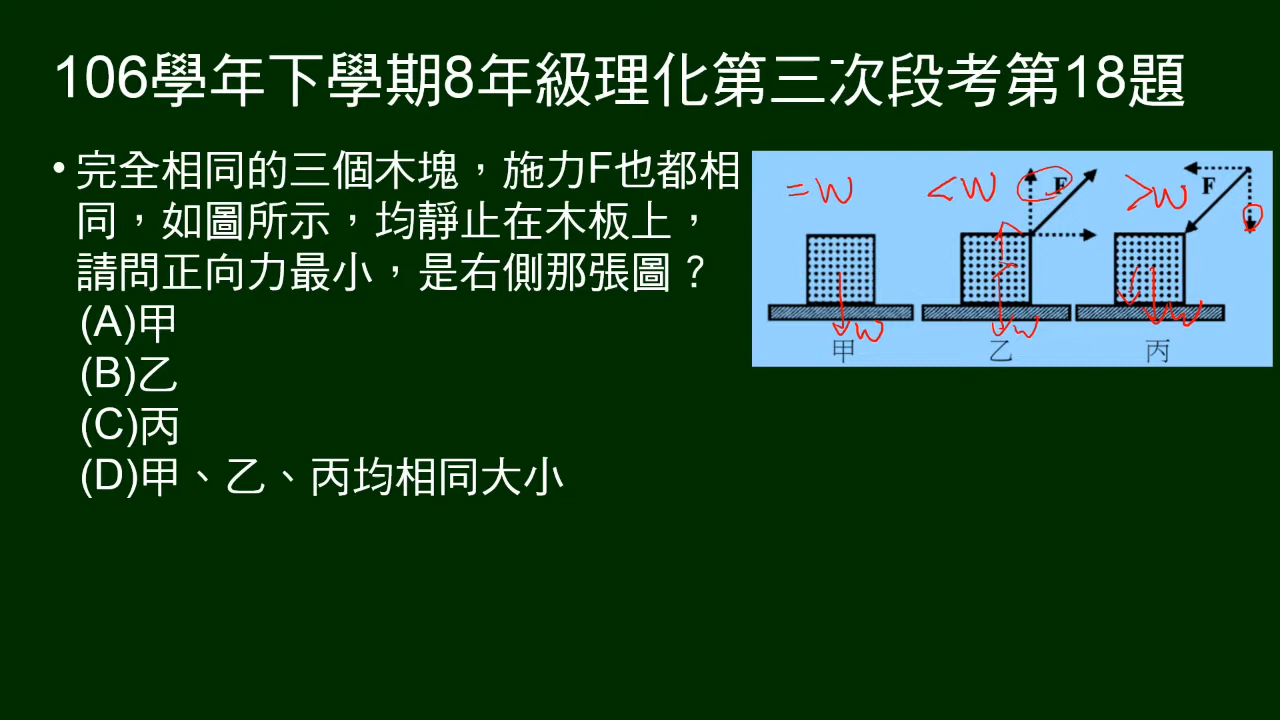 106學年下學期8年級理化第三次段考第18題
•完全相同的三個木塊，施力F也都相
同，如圖所示，均靜止在木板上，
請問正向力最小，是右側那張圖？
(A)甲
(B)乙
(C)丙
(D)甲、乙、丙均相同大小
=W
<W
F
>W
F
W
W
W
甲
乙
丙